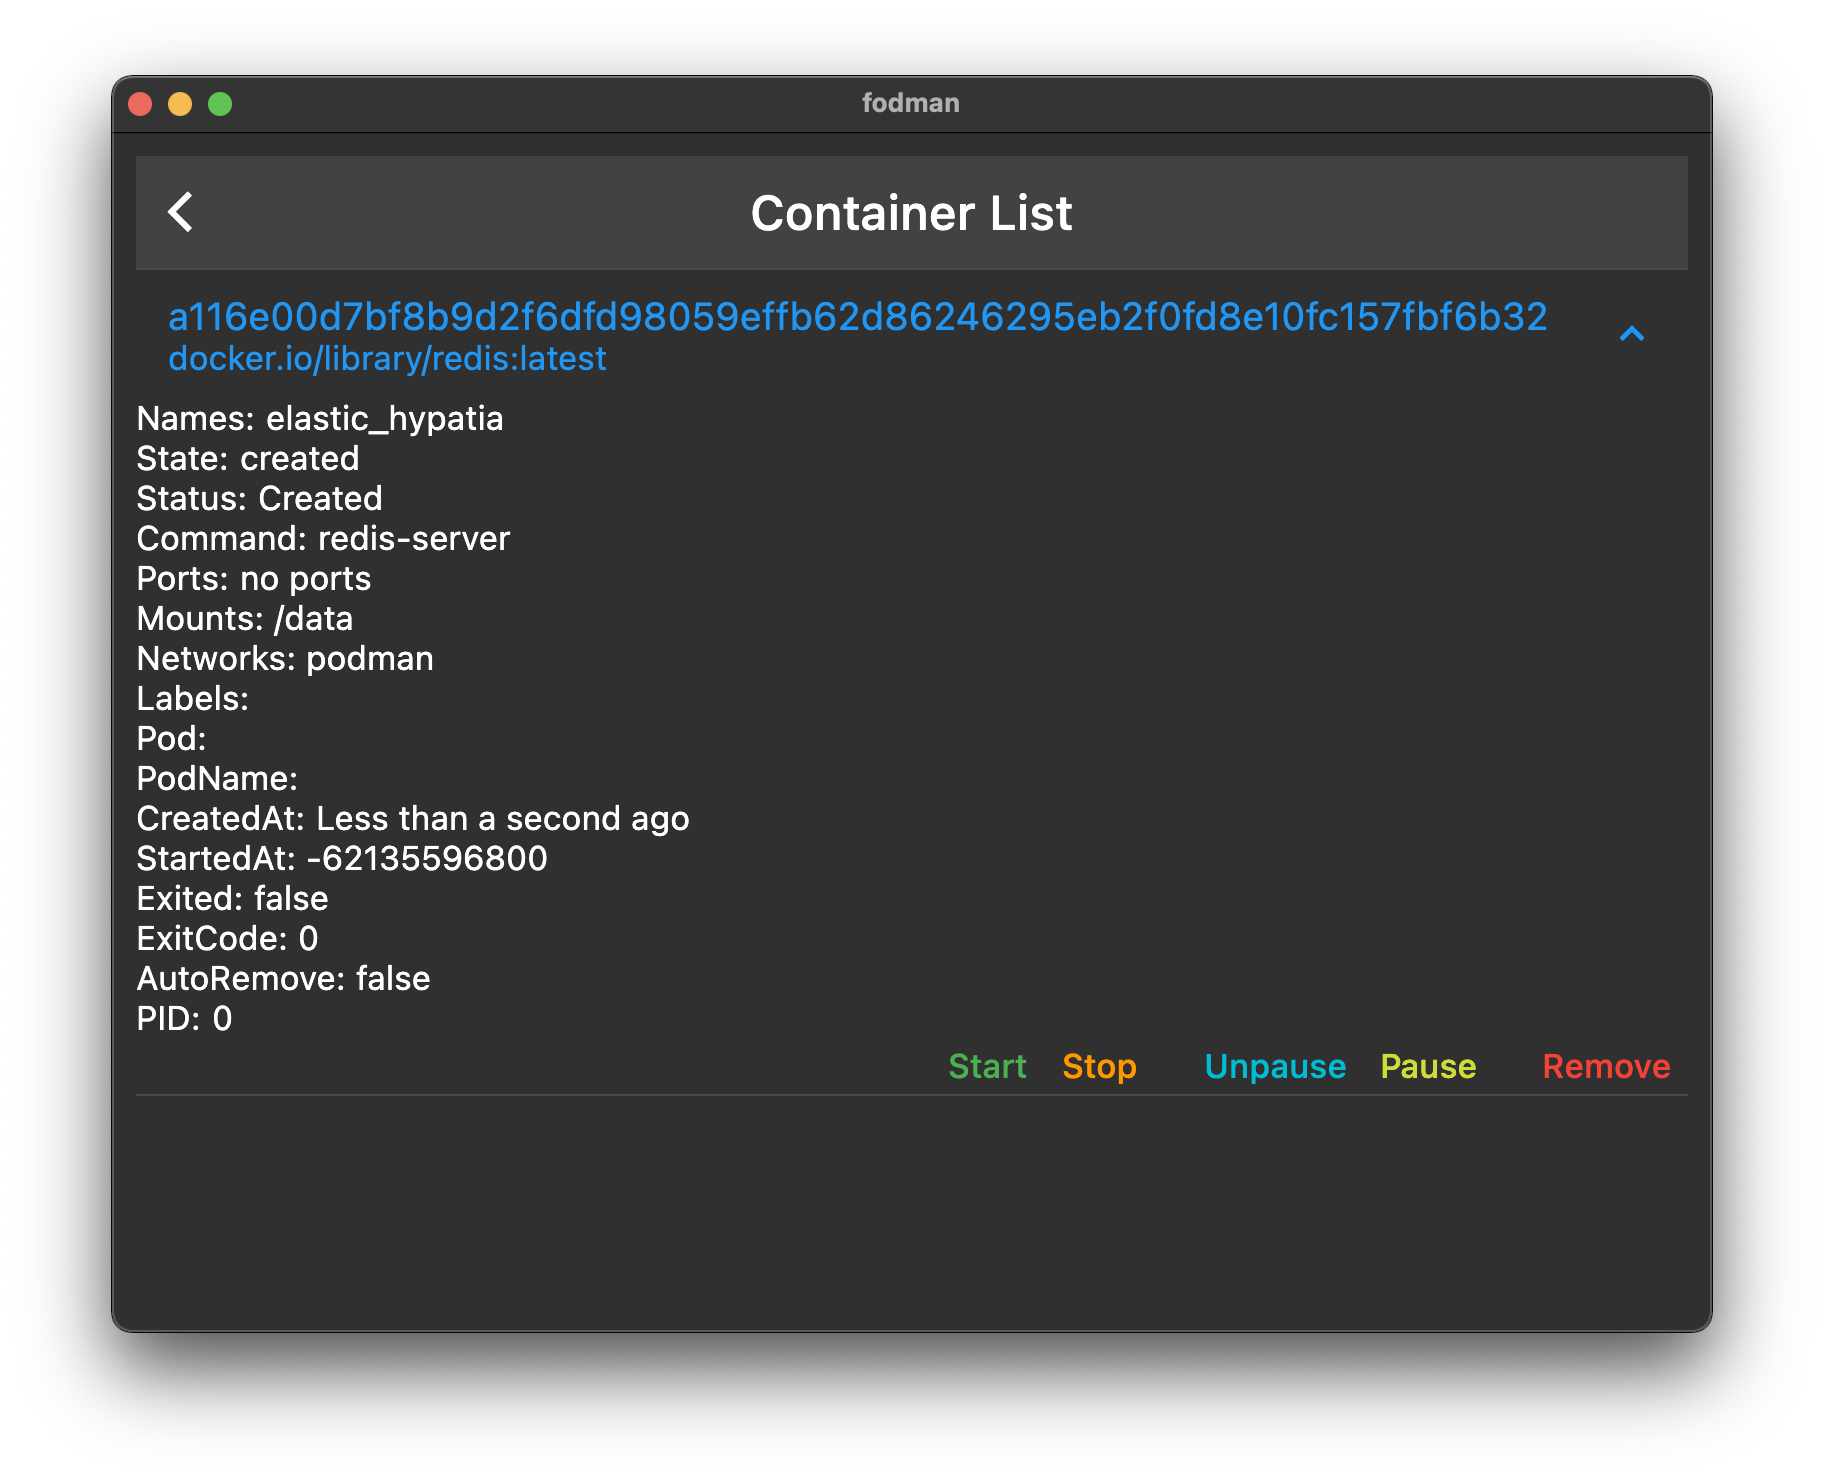 fodman
Container List
a116e00d7bf8b9d2f6dfd98059effb62d86246295eb2f0fd8e10fc157fbf6b32
docker.io/library/redis:latest
Names: elastic_hypatia
State: created
Status: Created
Command: redis-server
Ports: no ports
Mounts: /data
Networks: podman
Labels:
Pod:
PodName:
CreatedAt: Less than a second ago
StartedAt: -62135596800
Exited: false
ExitCode: 0
AutoRemove: false
PID: 0
Start Stop Unpause Pause Remove